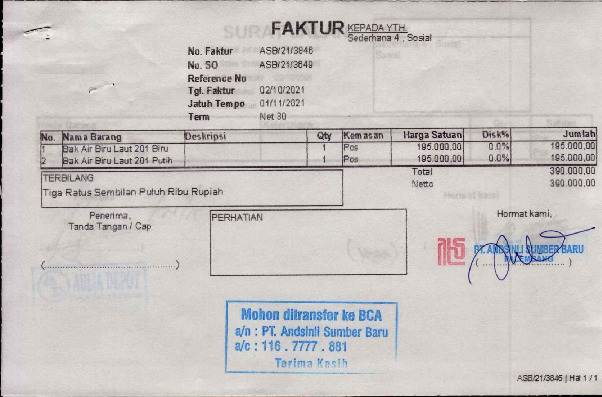 FAKTUR
KEPADA YTH.
Sederhana 4 , Sosial
No. Faktur ASB/21/3846
No. SO ASB/21/3849
Reference No
Tgl. Faktur 02/10/2021
Jatuh Tempo 01/11/2021
Term Net 30
No. Nama Barang Deskripsi Qty Kemasan Harga Satuan Disk% Jumlah
1 Bak Air Biru Laut 201 Biru 1 Pos 195.000,00 0.0% 195.000,00
2 Bak Air Biru Laut 201 Putih 1 Pos 195.000,00 0.0% 195.000,00
Total 390.000,00
Netto 390.000,00
TERBILANG
Tiga Ratus Sembilan Puluh Ribu Rupiah
Penerima,
Tanda Tangan / Cap
(..............................)
PERHATIAN
Hormat kami,
PT. ANDSINLI SUMBER BARU
PALEMBANG
Mohon ditransfer ke BCA
a/n : PT. Andsinli Sumber Baru
a/c : 116 . 7777 . 881
Terima Kasih
ASB/21/3846 | Hal 1 / 1